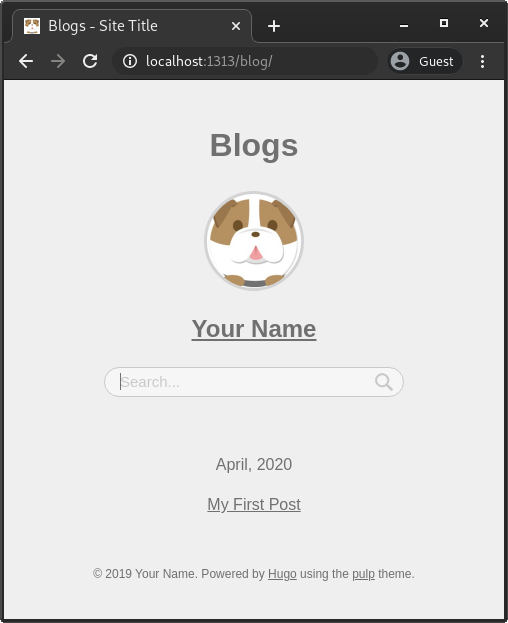 Blogs - Site Title
localhost:1313/blog/
Guest
Blogs
Your Name
Search...
April, 2020
My First Post
© 2019 Your Name. Powered by Hugo using the pulp theme.